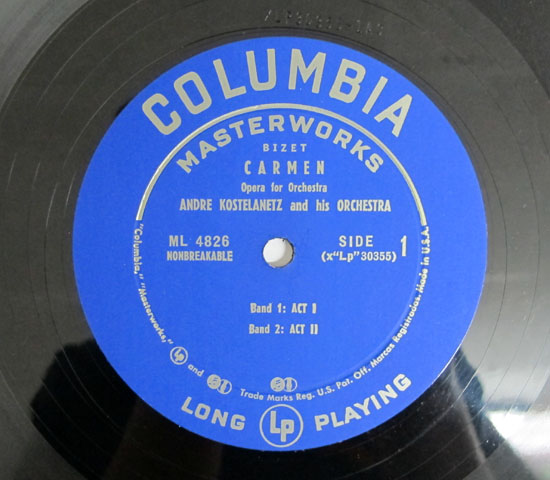 COLUMBIA
MASTERWORKS
BIZET
CARMEN
Opera for Orchestra
ANDRE KOSTELANETZ and his ORCHESTRA
ML 4826
NONBREAKABLE
SIDE 1
(x"Lp" 30355)
Band 1: ACT I
Band 2: ACT II
"Columbia," "Masterworks," Lp and Trade Marks Reg. U.S. Pat. Off. Marcas Registradas. Made in U.S.A.
LONG LP PLAYING